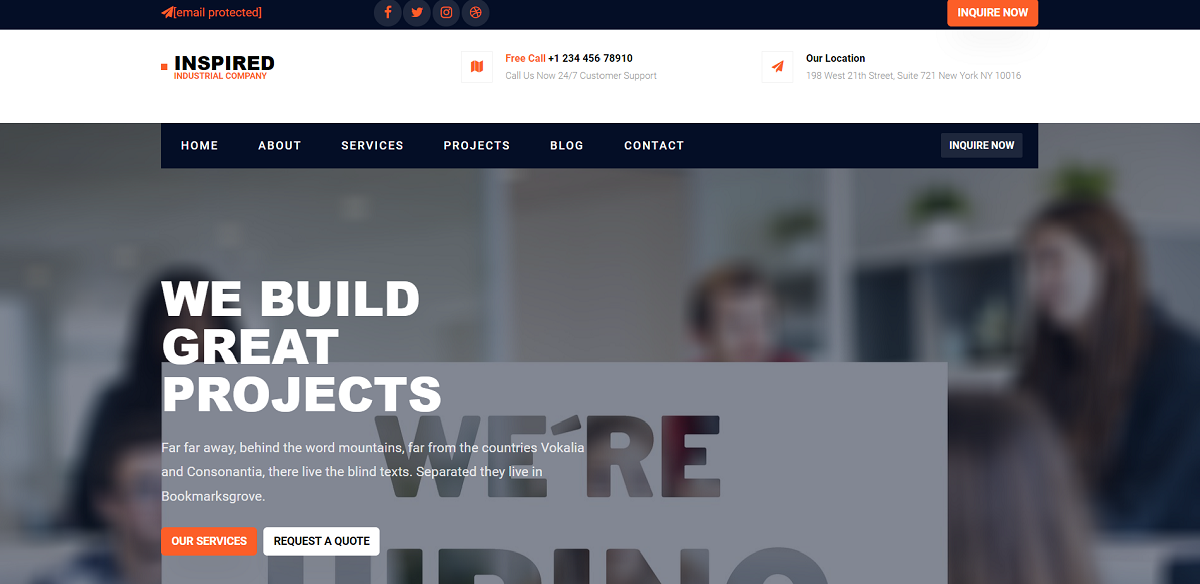 [email protected]
INQUIRE NOW
INSPIRED
INDUSTRIAL COMPANY
Free Call +1 234 456 78910
Call Us Now 24/7 Customer Support
Our Location
198 West 21th Street, Suite 721 New York NY 10016
HOME ABOUT SERVICES PROJECTS BLOG CONTACT INQUIRE NOW
WE BUILD
GREAT
PROJECTS
WE´RE
Far far away, behind the word mountains, far from the countries Vokalia
and Consonantia, there live the blind texts. Separated they live in
Bookmarksgrove.
OUR SERVICES REQUEST A QUOTE
HIRING